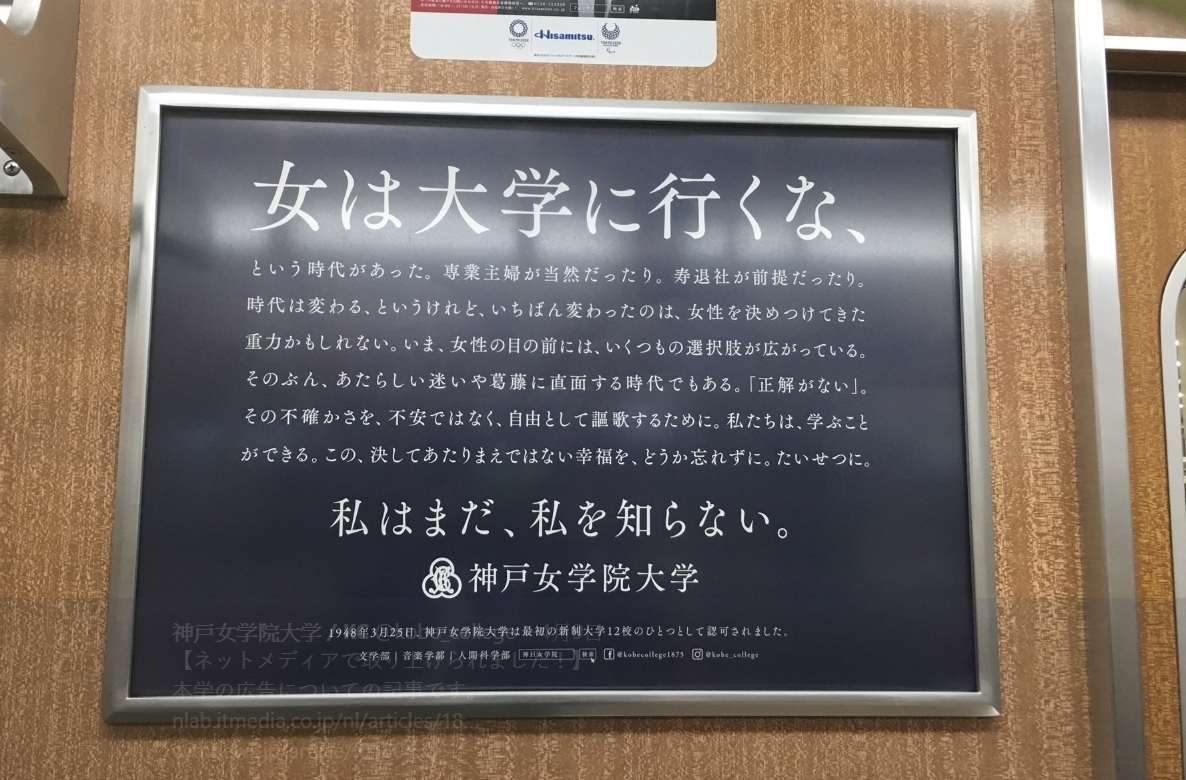 Hisamitsu.
女は大学に行くな、
という時代があった。専業主婦が当然だったり。寿退社が前提だったり。
時代は変わる、というけれど、いちばん変わったのは、女性を決めつけてきた
重力かもしれない。いま、女性の目の前には、いくつもの選択肢が広がっている。
そのぶん、あたらしい迷いや葛藤に直面する時代でもある。「正解がない」。
その不確かさを、不安ではなく、自由として謳歌するために。私たちは、学ぶこと
ができる。この、決してあたりまえではない幸福を、どうか忘れずに。たいせつに。
私はまだ、私を知らない。
神戸女学院大学
1948年3月25日、神戸女学院大学は最初の新制大学12校のひとつとして認可されました。
文学部 | 音楽学部 | 人間科学部 神戸女学院 検索 @kobecollege1875 @kobe_college
神戸女学院大学
【ネットメディアで取り上げられました！】
本学の広告についての記事です。
nlab.itmedia.co.jp/nl/articles/18…